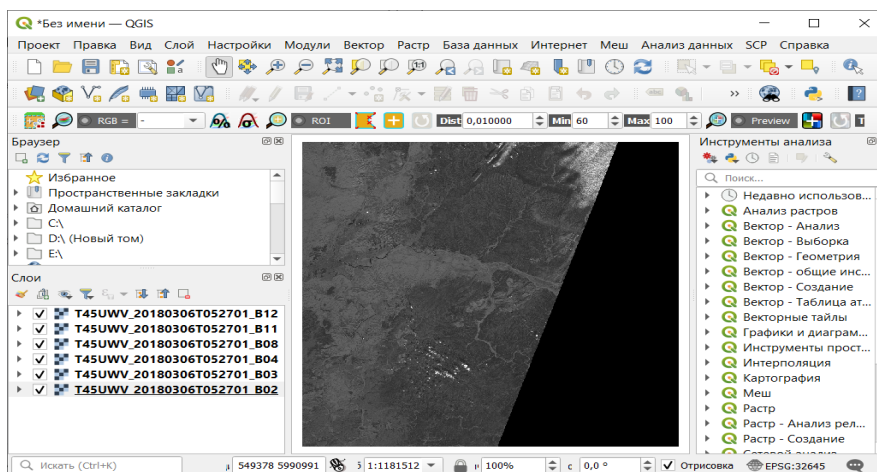 *Без имени — QGIS
Проект Правка Вид Слой Настройки Модули Вектор Растр База данных Интернет Меш Анализ данных SCP Справка
RGB = - Dist 0,010000 Min 60 Max 100 ROI Preview
Браузер
Избранное
Пространственные закладки
Домашний каталог
C:\
D:\ (Новый том)
E:\
Слои
T45UWV_20180306T052701_B12
T45UWV_20180306T052701_B11
T45UWV_20180306T052701_B08
T45UWV_20180306T052701_B04
T45UWV_20180306T052701_B03
T45UWV_20180306T052701_B02
Инструменты анализа
Поиск...
Недавно использов...
Анализ растров
Вектор - Анализ
Вектор - Выборка
Вектор - Геометрия
Вектор - общие инс...
Вектор - Создание
Вектор - Таблица ат...
Векторные тайлы
Графики и диаграм...
Инструменты прост...
Интерполяция
Картография
Меш
Растр
Растр - Анализ рел...
Растр - Создание
Искать (Ctrl+K) 549378 5990991 1:1181512 100% 0,0 ° Отрисовка EPSG:32645